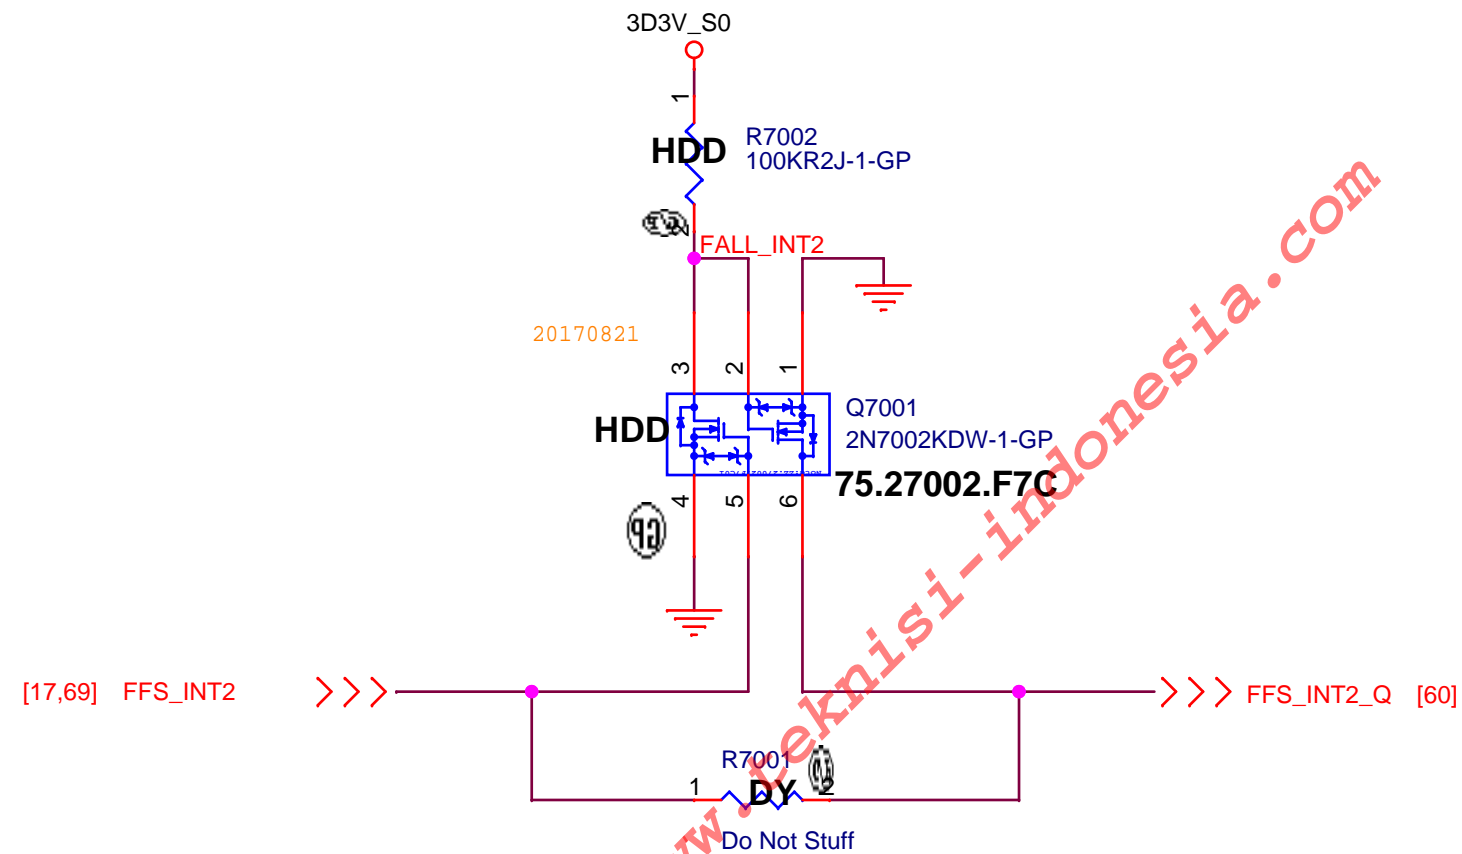 3D3V_S0
1
HDD
R7002
100KR2J-1-GP
2
FALL_INT2
20170821
3
2
1
HDD
Q7001
2N7002KDW-1-GP
75.27002.F7C
4
5
6
GP
[17,69] FFS_INT2
FFS_INT2_Q [60]
R7001
1
DY
2
Do Not Stuff
w.teknisi-indonesia.com